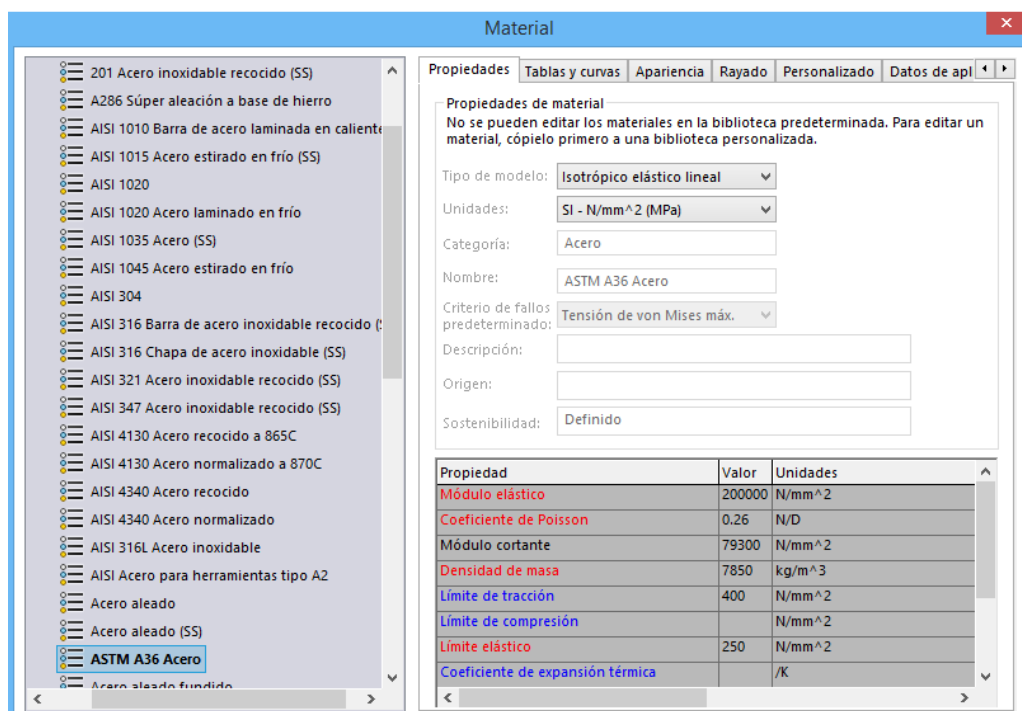 Material
201 Acero inoxidable recocido (SS)
A286 Súper aleación a base de hierro
AISI 1010 Barra de acero laminada en caliente
AISI 1015 Acero estirado en frío (SS)
AISI 1020
AISI 1020 Acero laminado en frío
AISI 1035 Acero (SS)
AISI 1045 Acero estirado en frío
AISI 304
AISI 316 Barra de acero inoxidable recocido (
AISI 316 Chapa de acero inoxidable (SS)
AISI 321 Acero inoxidable recocido (SS)
AISI 347 Acero inoxidable recocido (SS)
AISI 4130 Acero recocido a 865C
AISI 4130 Acero normalizado a 870C
AISI 4340 Acero recocido
AISI 4340 Acero normalizado
AISI 316L Acero inoxidable
AISI Acero para herramientas tipo A2
Acero aleado
Acero aleado (SS)
ASTM A36 Acero
Acero aleado fundido
Propiedades Tablas y curvas Apariencia Rayado Personalizado Datos de apl
Propiedades de material
No se pueden editar los materiales en la biblioteca predeterminada. Para editar un
material, cópielo primero a una biblioteca personalizada.
Tipo de modelo: Isotrópico elástico lineal
Unidades: SI - N/mm^2 (MPa)
Categoría: Acero
Nombre: ASTM A36 Acero
Criterio de fallos
predeterminado: Tensión de von Mises máx.
Descripción:
Origen:
Sostenibilidad: Definido
Propiedad Valor Unidades
Módulo elástico 200000 N/mm^2
Coeficiente de Poisson 0.26 N/D
Módulo cortante 79300 N/mm^2
Densidad de masa 7850 kg/m^3
Límite de tracción 400 N/mm^2
Límite de compresión N/mm^2
Límite elástico 250 N/mm^2
Coeficiente de expansión térmica /K